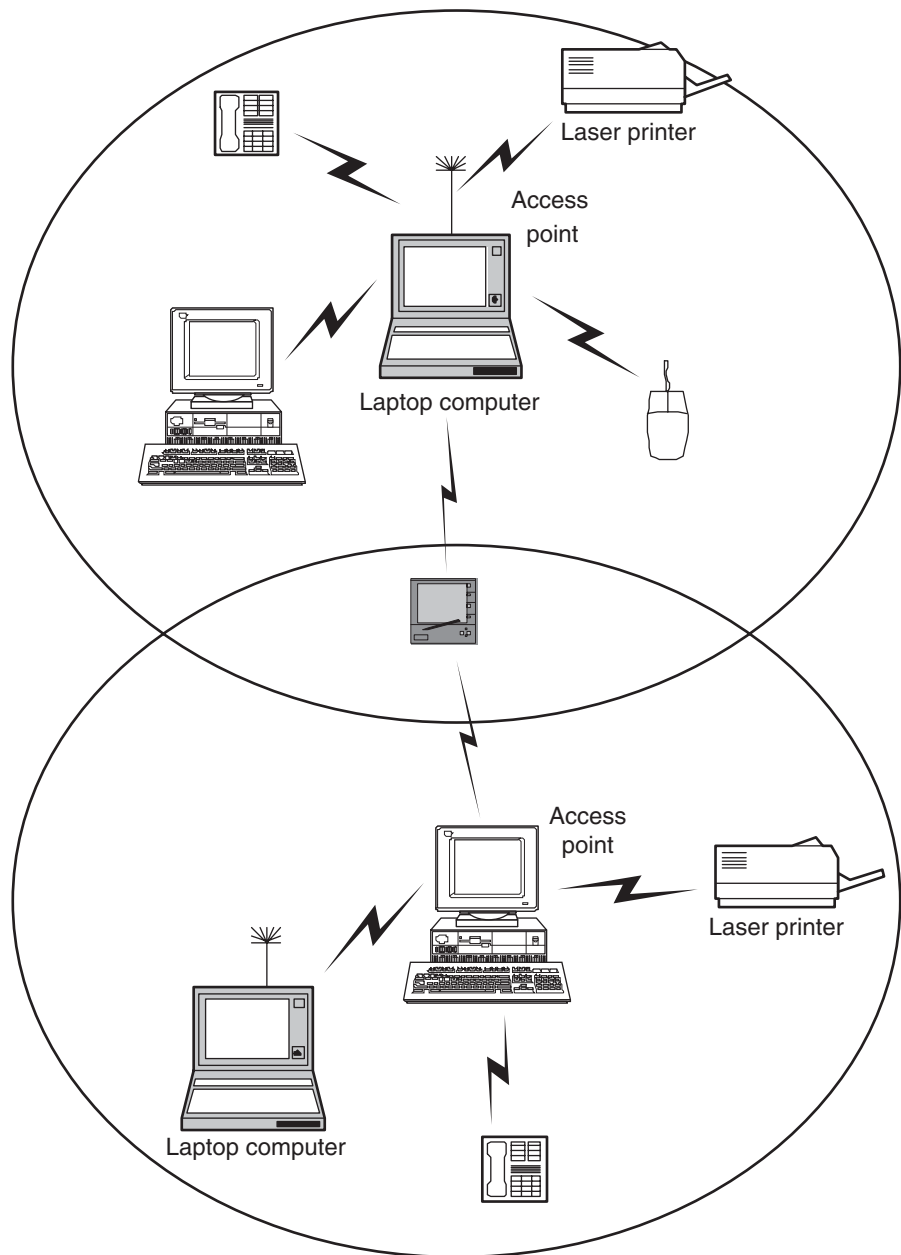 Laser printer
Access
point
Laptop computer
Access
point
Laser printer
Laptop computer